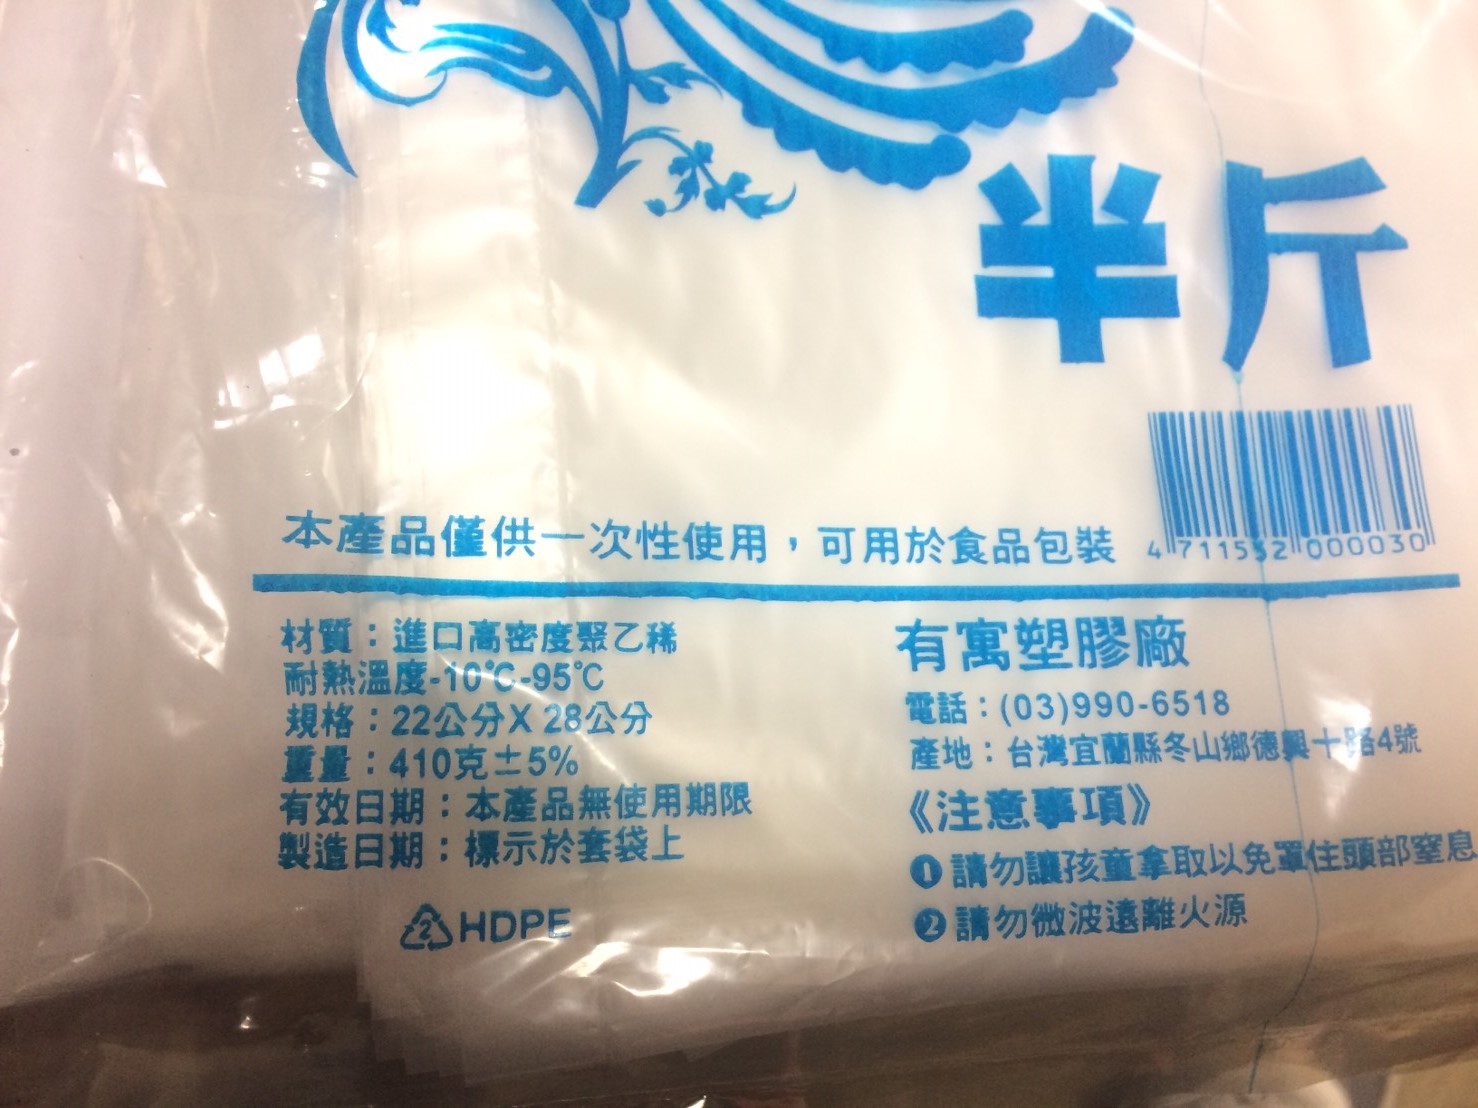 半斤
本產品僅供一次性使用，可用於食品包裝
4 711552 000030
材質：進口高密度聚乙稀
耐熱溫度-10℃-95℃
規格：22公分X 28公分
重量：410克±5%
有效日期：本產品無使用期限
製造日期：標示於套袋上
2 HDPE
有寓塑膠廠
電話：(03)990-6518
產地：台灣宜蘭縣冬山鄉德興十路4號
《注意事項》
❶請勿讓孩童拿取以免罩住頭部窒息
❷請勿微波遠離火源